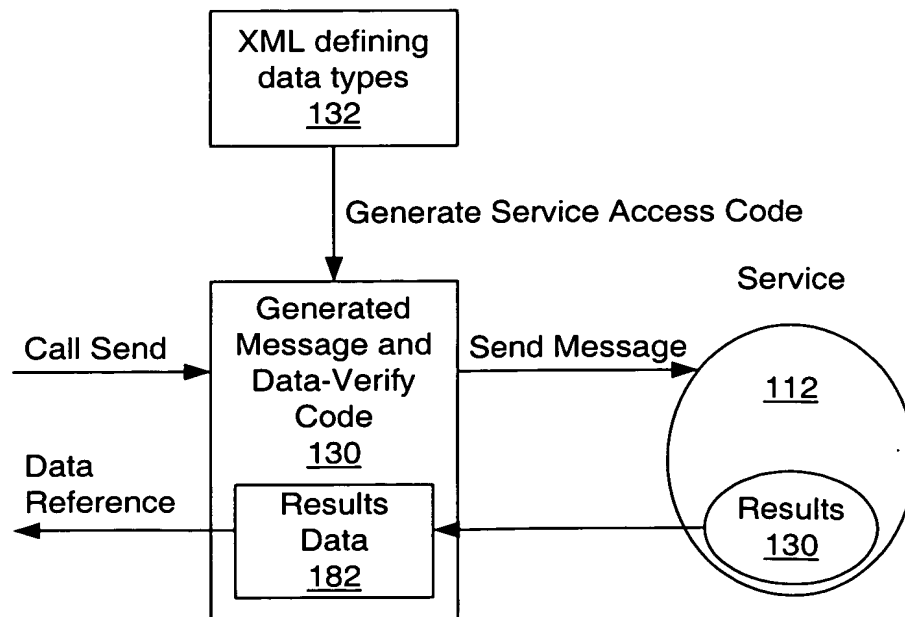 XML defining
data types
132
Generate Service Access Code
Service
Call Send
Generated
Message and
Data-Verify
Code
130
Send Message
112
Data
Reference
Results
Data
182
Results
130